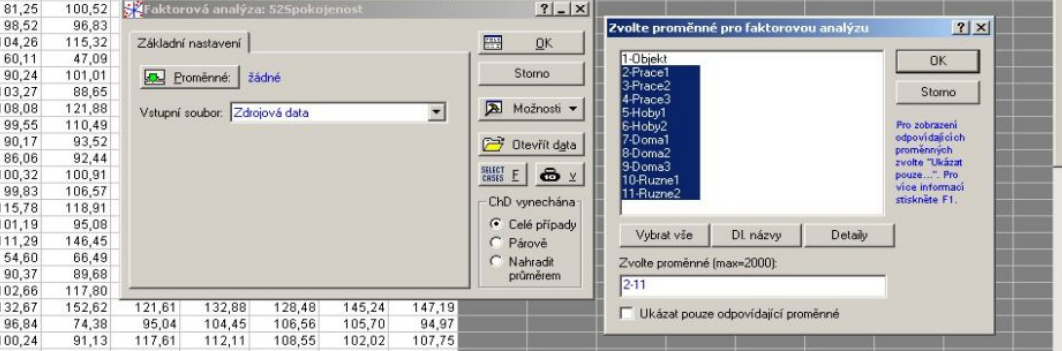 81,25 100,52
98,52 96,83
104,26 115,32
60,11 47,09
90,24 101,01
103,27 88,65
108,08 121,88
99,55 110,49
90,17 93,52
86,06 92,44
100,32 100,91
99,83 106,57
115,78 118,91
101,19 95,08
111,29 146,45
54,60 66,49
90,37 89,68
102,66 117,80
132,67 152,62 121,61 132,88 128,48 145,24 147,19
96,84 74,38 95,04 104,45 106,56 105,70 94,97
100,24 91,13 117,61 112,11 108,55 102,02 107,75
Faktorová analýza: 52Spokojenost
Základní nastavení
Proměnné: žádné
Vstupní soubor: Zdrojová data
OK
Storno
Možnosti
Otevřít data
SELECT CASES F v
ChD vynechána
Celé případy
Párově
Nahradit
průměrem
Zvolte proměnné pro faktorovou analýzu
1-Objekt
2-Prace1
3-Prace2
4-Prace3
5-Hoby1
6-Hoby2
7-Doma1
8-Doma2
9-Doma3
10-Ruzne1
11-Ruzne2
OK
Storno
Pro zobrazení
odpovídajících
proměnných
zvolte "Ukázat
pouze...". Pro
více informací
stiskněte F1.
Vybrat vše Dl. názvy Detaily
Zvolte proměnné (max=2000):
2-11
Ukázat pouze odpovídající proměnné